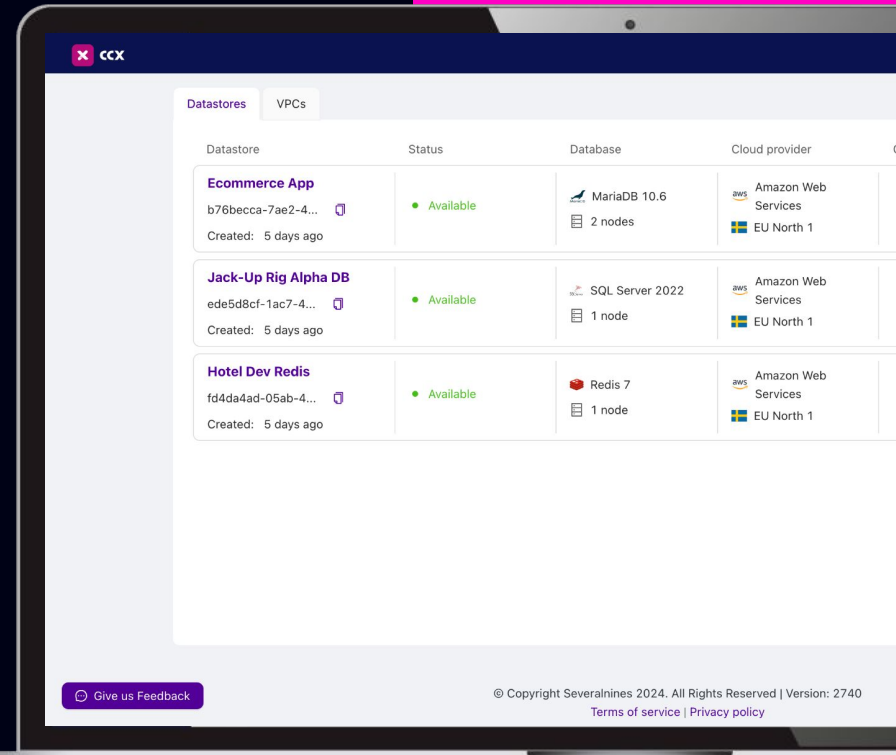 ccx
Datastores VPCs
Datastore Status Database Cloud provider
Ecommerce App
b76becca-7ae2-4...
Created: 5 days ago
Available
MariaDB 10.6
2 nodes
aws Amazon Web
Services
EU North 1
Jack-Up Rig Alpha DB
ede5d8cf-1ac7-4...
Created: 5 days ago
Available
SQL Server 2022
1 node
aws Amazon Web
Services
EU North 1
Hotel Dev Redis
fd4da4ad-05ab-4...
Created: 5 days ago
Available
Redis 7
1 node
aws Amazon Web
Services
EU North 1
Give us Feedback
© Copyright Severalnines 2024. All Rights Reserved | Version: 2740
Terms of service | Privacy policy